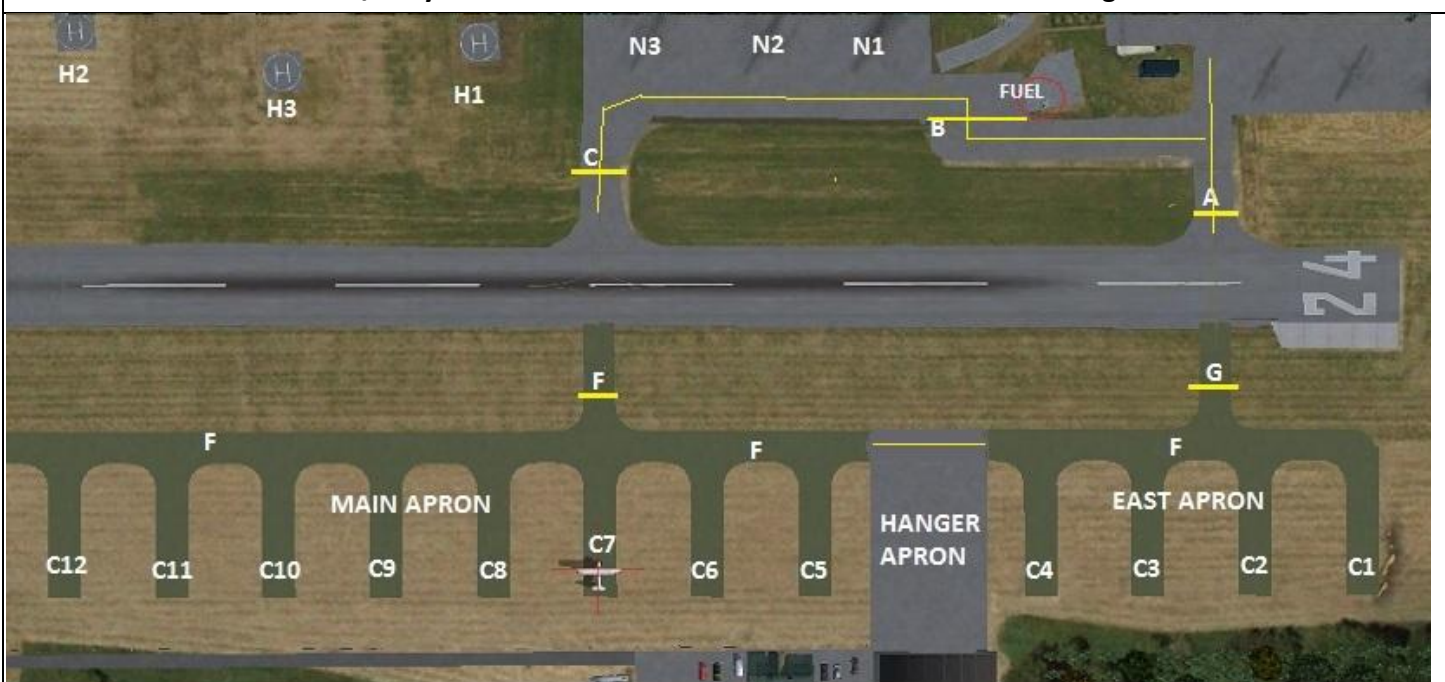 H2
H3
H1
N3
N2
N1
FUEL
B
C
A
24
F
G
F
F
F
MAIN APRON
EAST APRON
HANGER
APRON
C12
C11
C10
C9
C8
C7
C6
C5
C4
C3
C2
C1
H
H
H